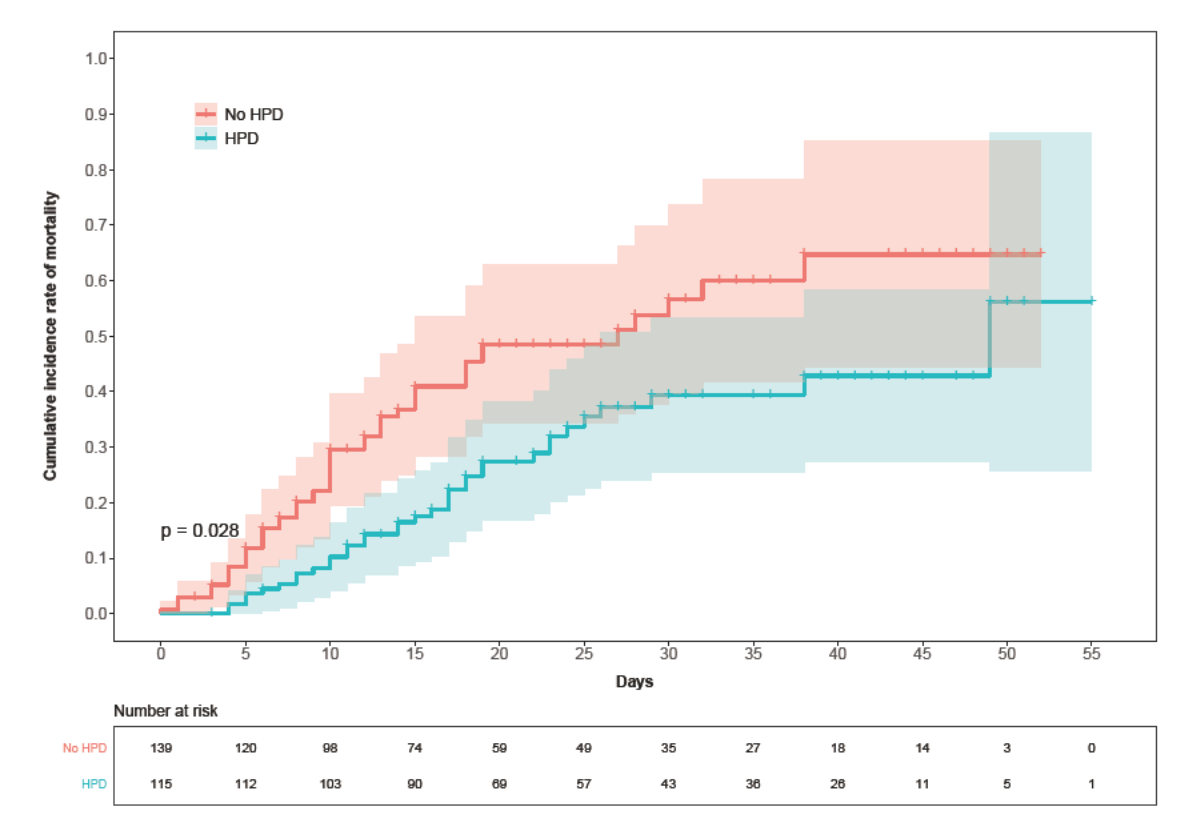 Cumulative incidence rate of mortality
1.0
0.9
0.8
0.7
0.6
0.5
0.4
0.3
0.2
0.1
0.0
No HPD
HPD
p = 0.028
0 5 10 15 20 25 30 35 40 45 50 55
Days
Number at risk
No HPD 139 120 98 74 59 49 35 27 18 14 3 0
HPD 115 112 103 90 69 57 43 36 26 11 5 1